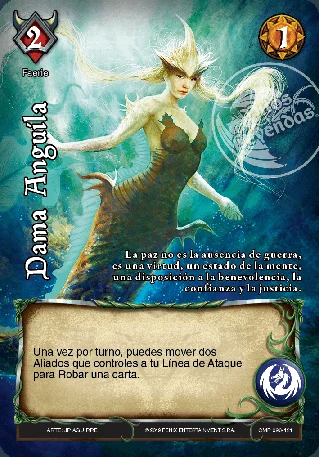 2
1
Faerie
Dama Anguila
La paz no es la ausencia de guerra,
es una virtud, un estado de la mente,
una disposición a la benevolencia, la
confianza y la justicia.
Una vez por turno, puedes mover dos
Aliados que controles a tu Línea de Ataque
para Robar una carta.